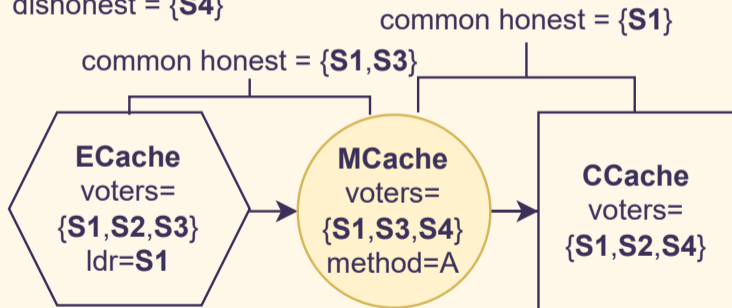 dishonest = {S4}
common honest = {S1}
common honest = {S1,S3}
ECache
voters=
{S1,S2,S3}
ldr=S1
MCache
voters=
{S1,S3,S4}
method=A
CCache
voters=
{S1,S2,S4}